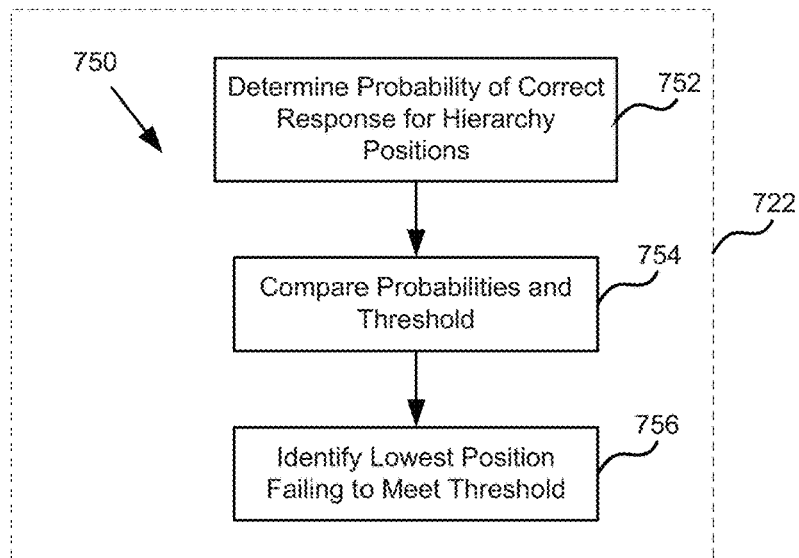 750
Determine Probability of Correct
Response for Hierarchy
Positions
752
722
754
Compare Probabilities and
Threshold
756
Identify Lowest Position
Failing to Meet Threshold